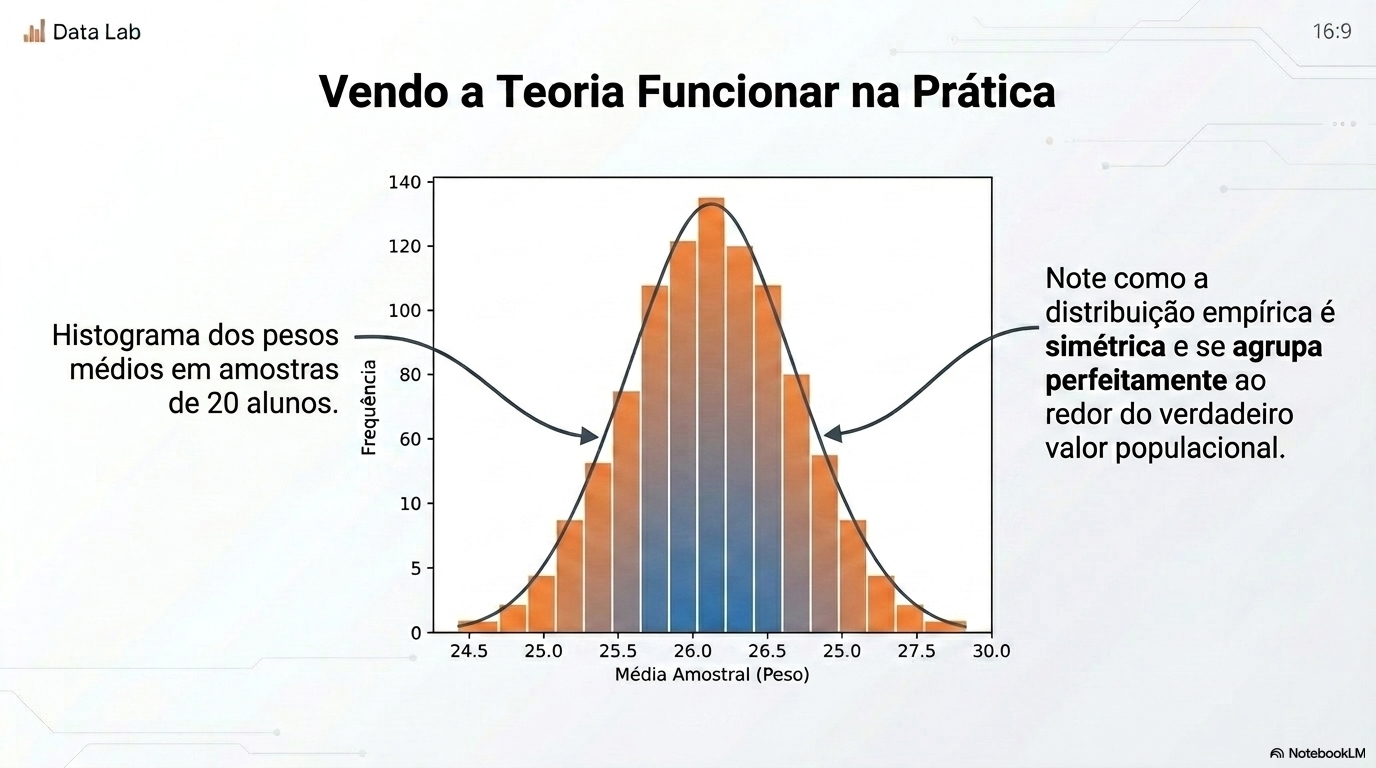 Data Lab
16:9
Vendo a Teoria Funcionar na Prática
Histograma dos pesos
médios em amostras
de 20 alunos.
Frequência
140
120
100
80
60
10
5
0
24.5 25.0 25.5 26.0 26.5 25.0 27.5 30.0
Média Amostral (Peso)
Note como a
distribuição empírica é
simétrica e se agrupa
perfeitamente ao
redor do verdadeiro
valor populacional.
NotebookLM